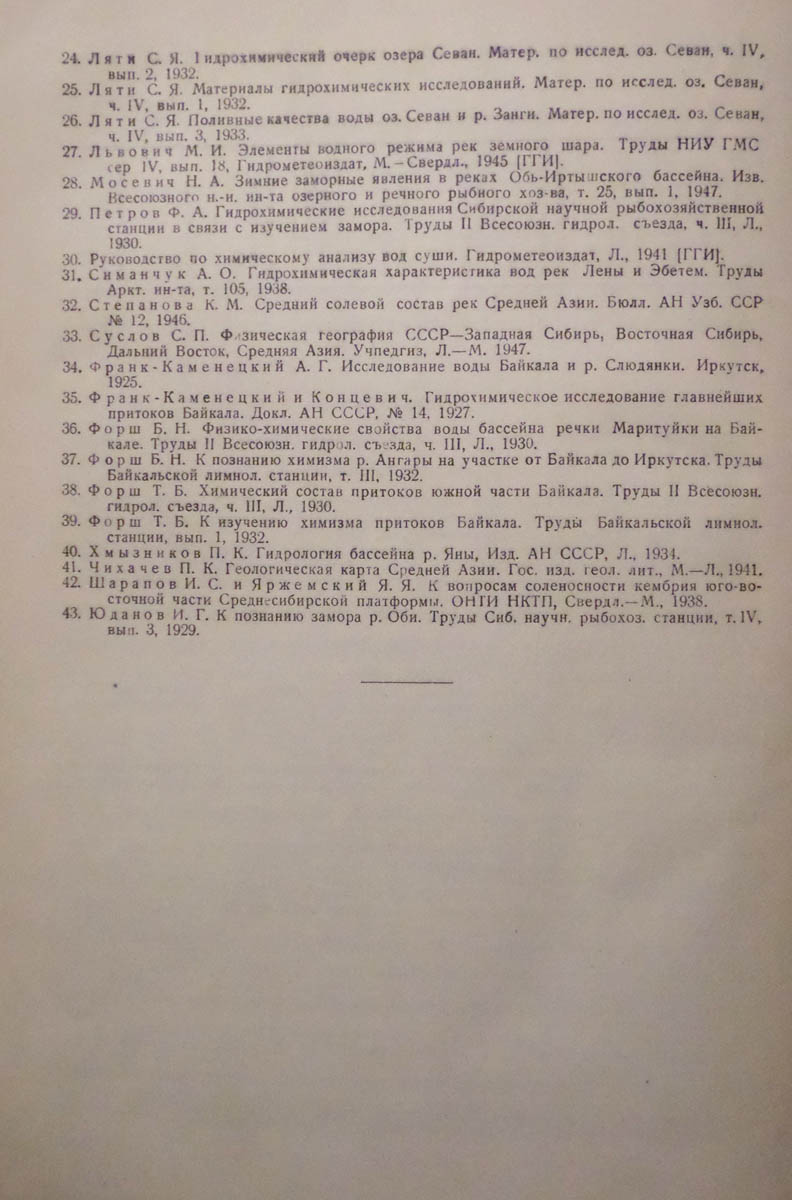 24. Ляти С. Я. Гидрохимический очерк озера Севан. Матер. по исслед. оз. Севан, ч. IV,
вып. 2, 1932.
25. Ляти С. Я. Материалы гидрохимических исследований. Матер. по исслед. оз. Севан,
ч. IV, вып. 1, 1932.
26. Ляти С. Я. Поливные качества воды оз. Севан и р. Занги. Матер. по исслед. оз. Севан,
ч. IV, вып. 3, 1933.
27. Львович М. И. Элементы водного режима рек земного шара. Труды НИУ ГМС
сер IV, вып. 18, Гидрометеоиздат, М.—Свердл., 1945 [ГГИ].
28. Мосевич Н. А. Зимние заморные явления в реках Обь-Иртышского бассейна. Изв.
Всесоюзного н.-и. ин-та озерного и речного рыбного хоз-ва, т. 25, вып. 1, 1947.
29. Петров Ф. А. Гидрохимические исследования Сибирской научной рыбохозяйственной
станции в связи с изучением замора. Труды II Всесоюзн. гидрол. съезда, ч. III, Л.,
1930.
30. Руководство по химическому анализу вод суши. Гидрометеоиздат, Л., 1941 [ГГИ].
31. Симанчук А. О. Гидрохимическая характеристика вод рек Лены и Эбетем. Труды
Аркт. ин-та, т. 105, 1938.
32. Степанова К. М. Средний солевой состав рек Средней Азии. Бюлл. АН Узб. ССР
№ 12, 1946.
33. Суслов С. П. Физическая география СССР—Западная Сибирь, Восточная Сибирь,
Дальний Восток, Средняя Азия. Учпедгиз, Л.—М. 1947.
34. Франк-Каменецкий А. Г. Исследование воды Байкала и р. Слюдянки. Иркутск,
1925.
35. Франк-Каменецкий и Концевич. Гидрохимическое исследование главнейших
притоков Байкала. Докл. АН СССР, № 14, 1927.
36. Форш Б. Н. Физико-химические свойства воды бассейна речки Маритуйки на Бай-
кале. Труды II Всесоюзн. гидрол. съезда, ч. III, Л., 1930.
37. Форш Б. Н. К познанию химизма р. Ангары на участке от Байкала до Иркутска. Труды
Байкальской лимнол. станции, т. III, 1932.
38. Форш Т. Б. Химический состав притоков южной части Байкала. Труды II Всесоюзн.
гидрол. съезда, ч. III, Л., 1930.
39. Форш Т. Б. К изучению химизма притоков Байкала. Труды Байкальской лимнол.
станции, вып. 1, 1932.
40. Хмызников П. К. Гидрология бассейна р. Яны, Изд. АН СССР, Л., 1934.
41. Чихачев П. К. Геологическая карта Средней Азии. Гос. изд. геол. лит., М.—Л., 1941.
42. Шарапов И. С. и Яржемский Я. Я. К вопросам соленосности кембрия юго-во-
сточной части Среднесибирской платформы. ОНТИ НКТП, Свердл.—М., 1938.
43. Юданов И. Г. К познанию замора р. Оби. Труды Сиб. научн. рыбохоз. станции, т. IV,
вып. 3, 1929.